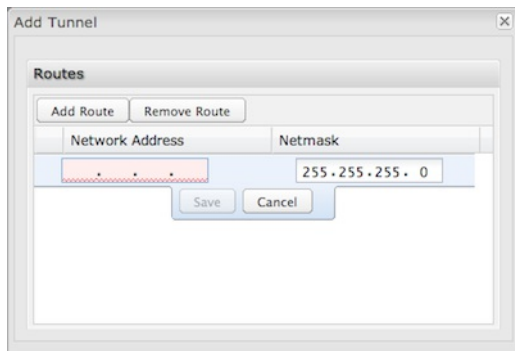 Add Tunnel
Routes
Add Route Remove Route
Network Address Netmask
. . . 255.255.255. 0
Save Cancel